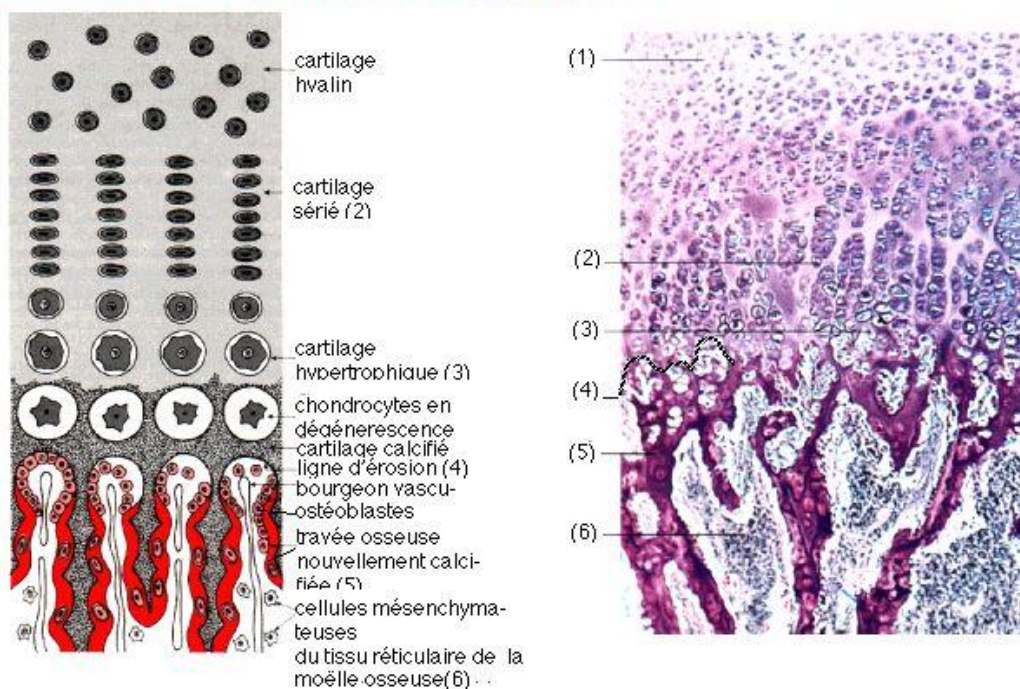 cartilage
hyalin
cartilage
sérié (2)
cartilage
hypertrophique (3)
chondrocytes en
dégénerescence
cartilage calcifié
ligne d'érosion (4)
bourgeon vascu-
ostéoblastes
travée osseuse
nouvellement calci-
fiée (5)
cellules mésenchyma-
teuses
du tissu réticulaire de la
moëlle osseuse(6)
(1)
(2)
(3)
(4)
(5)
(6)